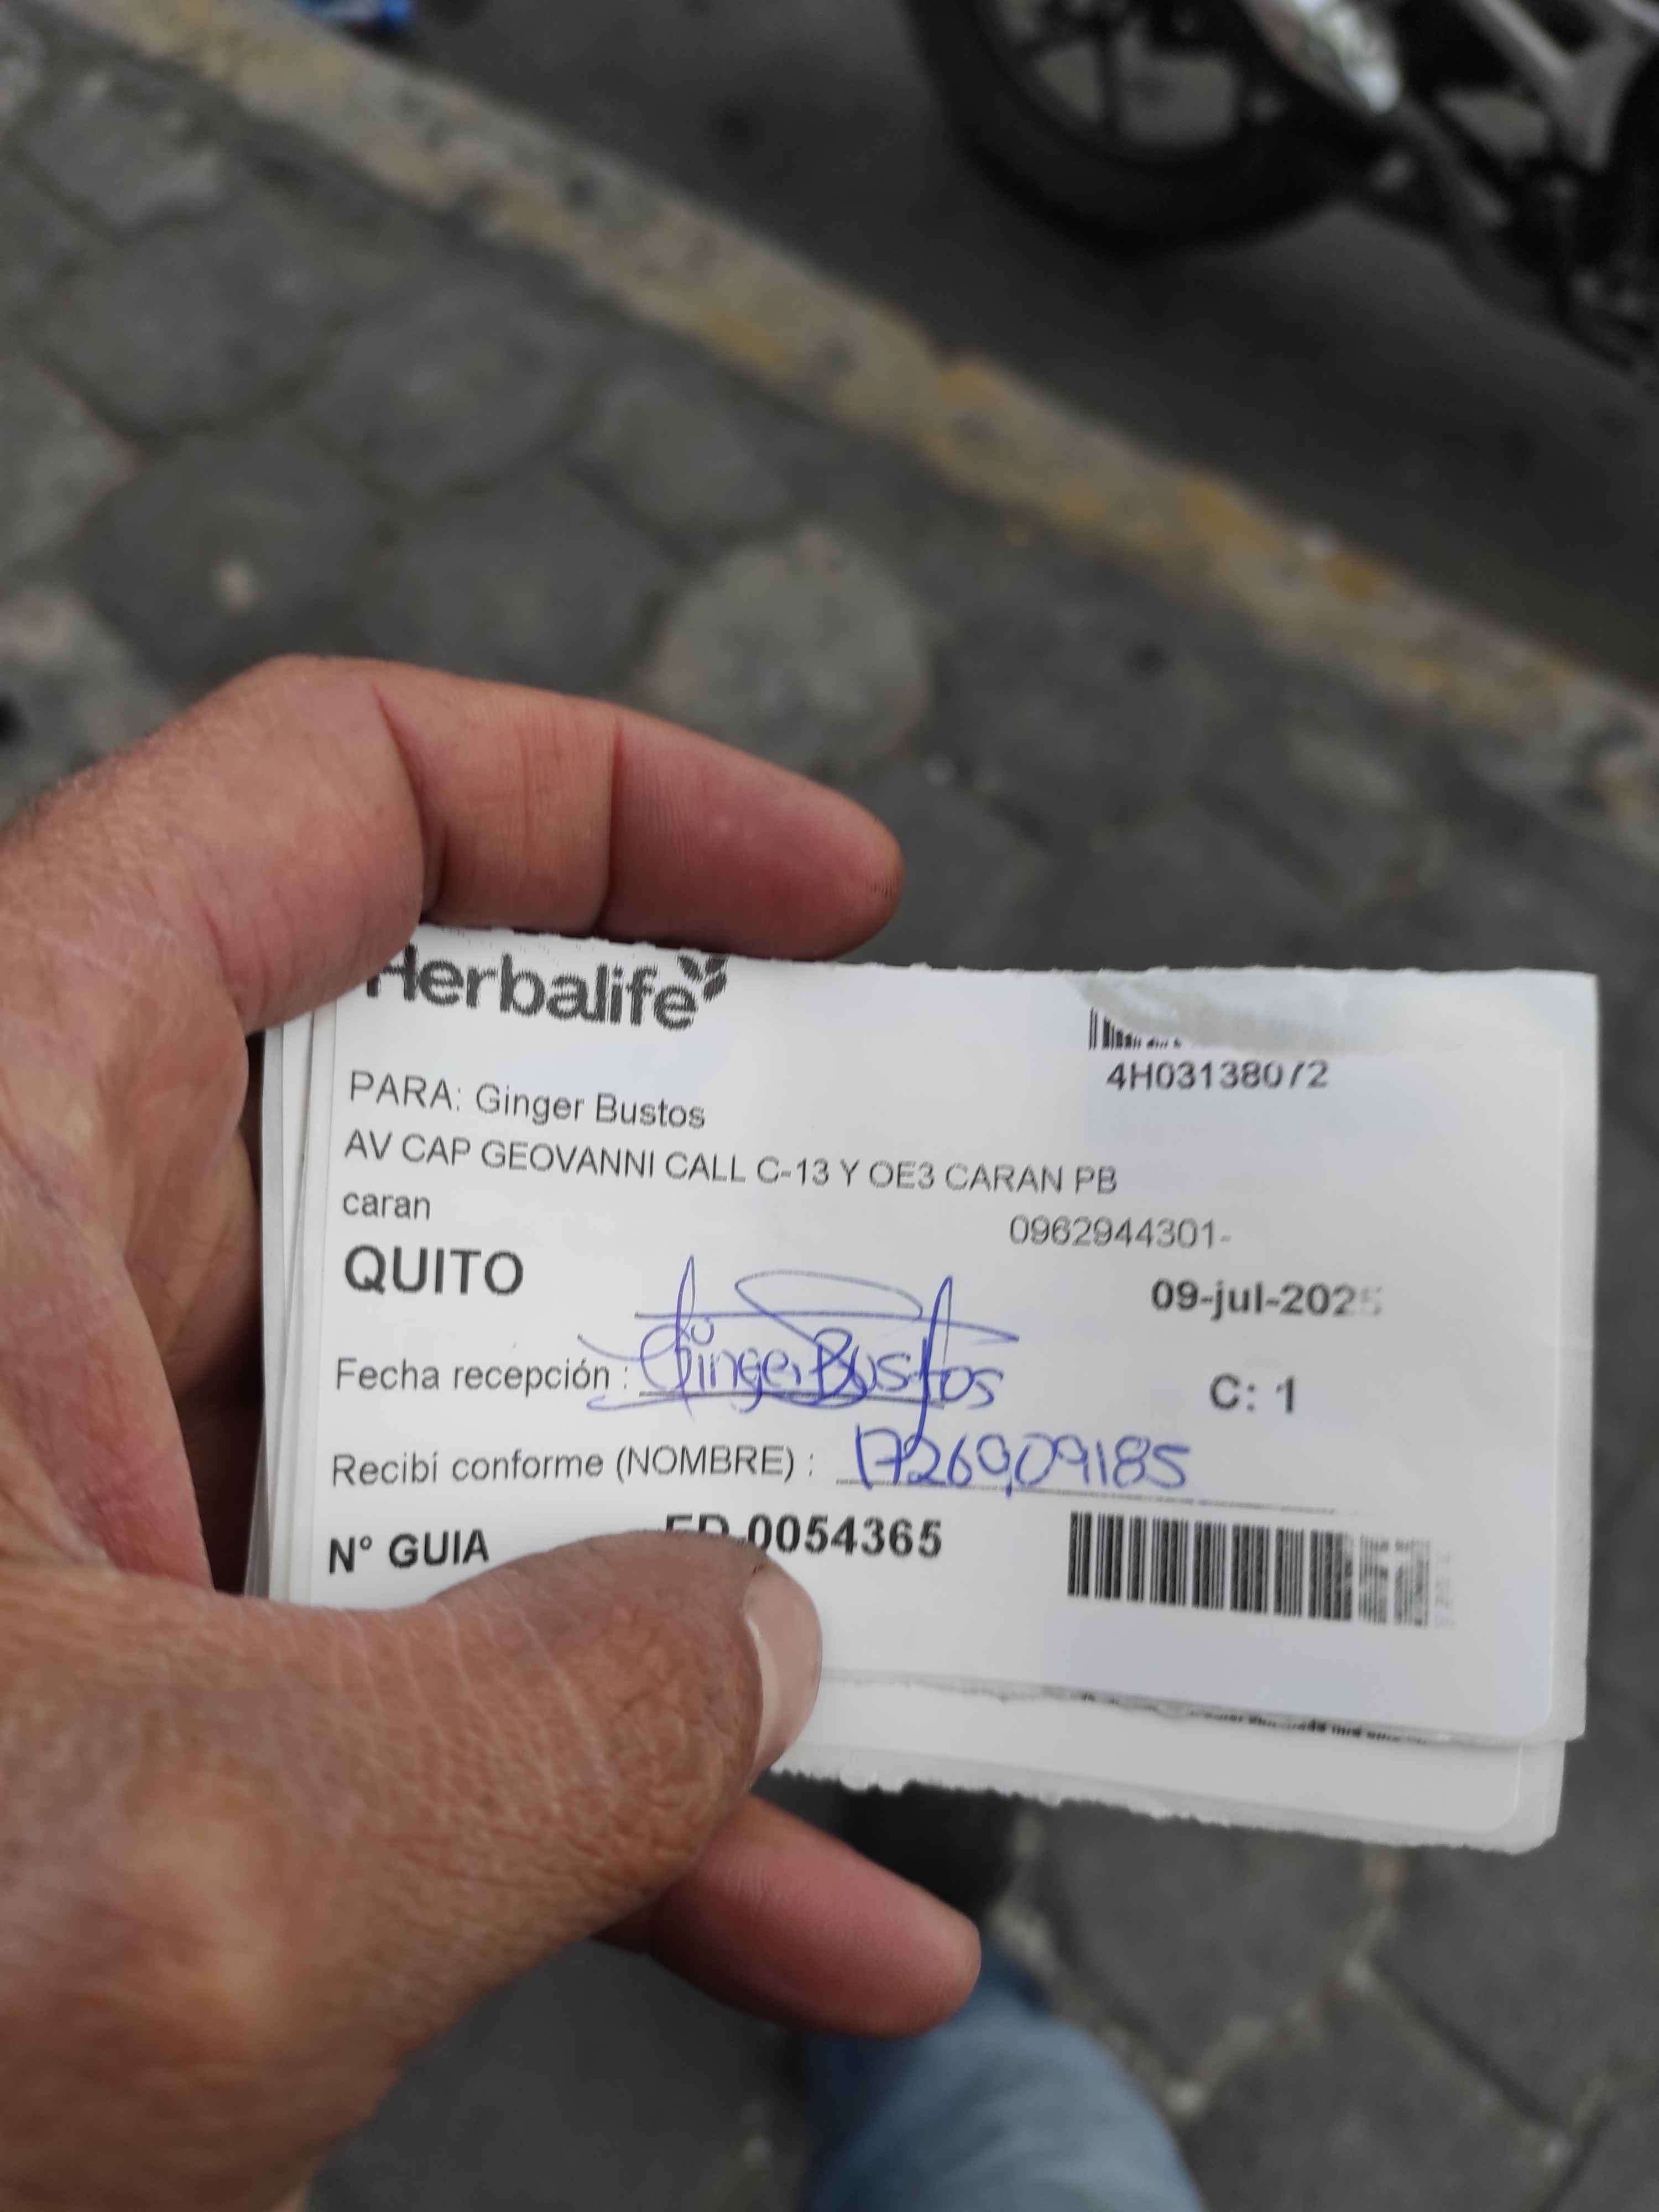 Herbalife
4H03138072
PARA: Ginger Bustos
AV CAP GEOVANNI CALL C-13 Y OE3 CARAN PB
caran
0962944301-
QUITO
09-jul-2025
Fecha recepción : Ginger Bustos
C: 1
Recibí conforme (NOMBRE) : 1726909185
N° GUIA 0054365